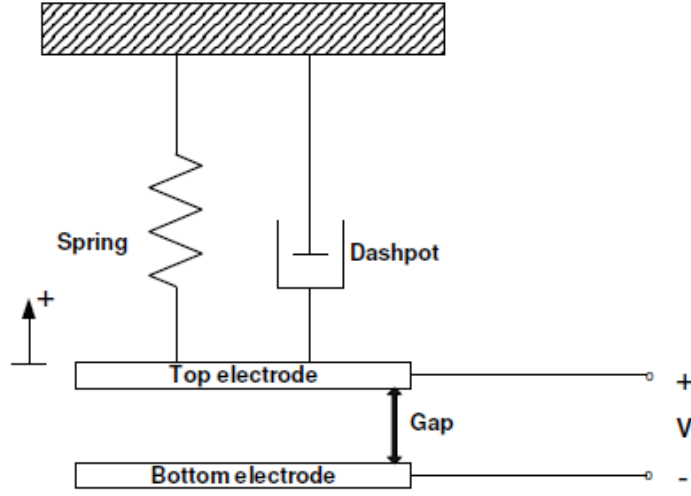 Spring
Dashpot
+
Top electrode
+
Gap
V
Bottom electrode
-